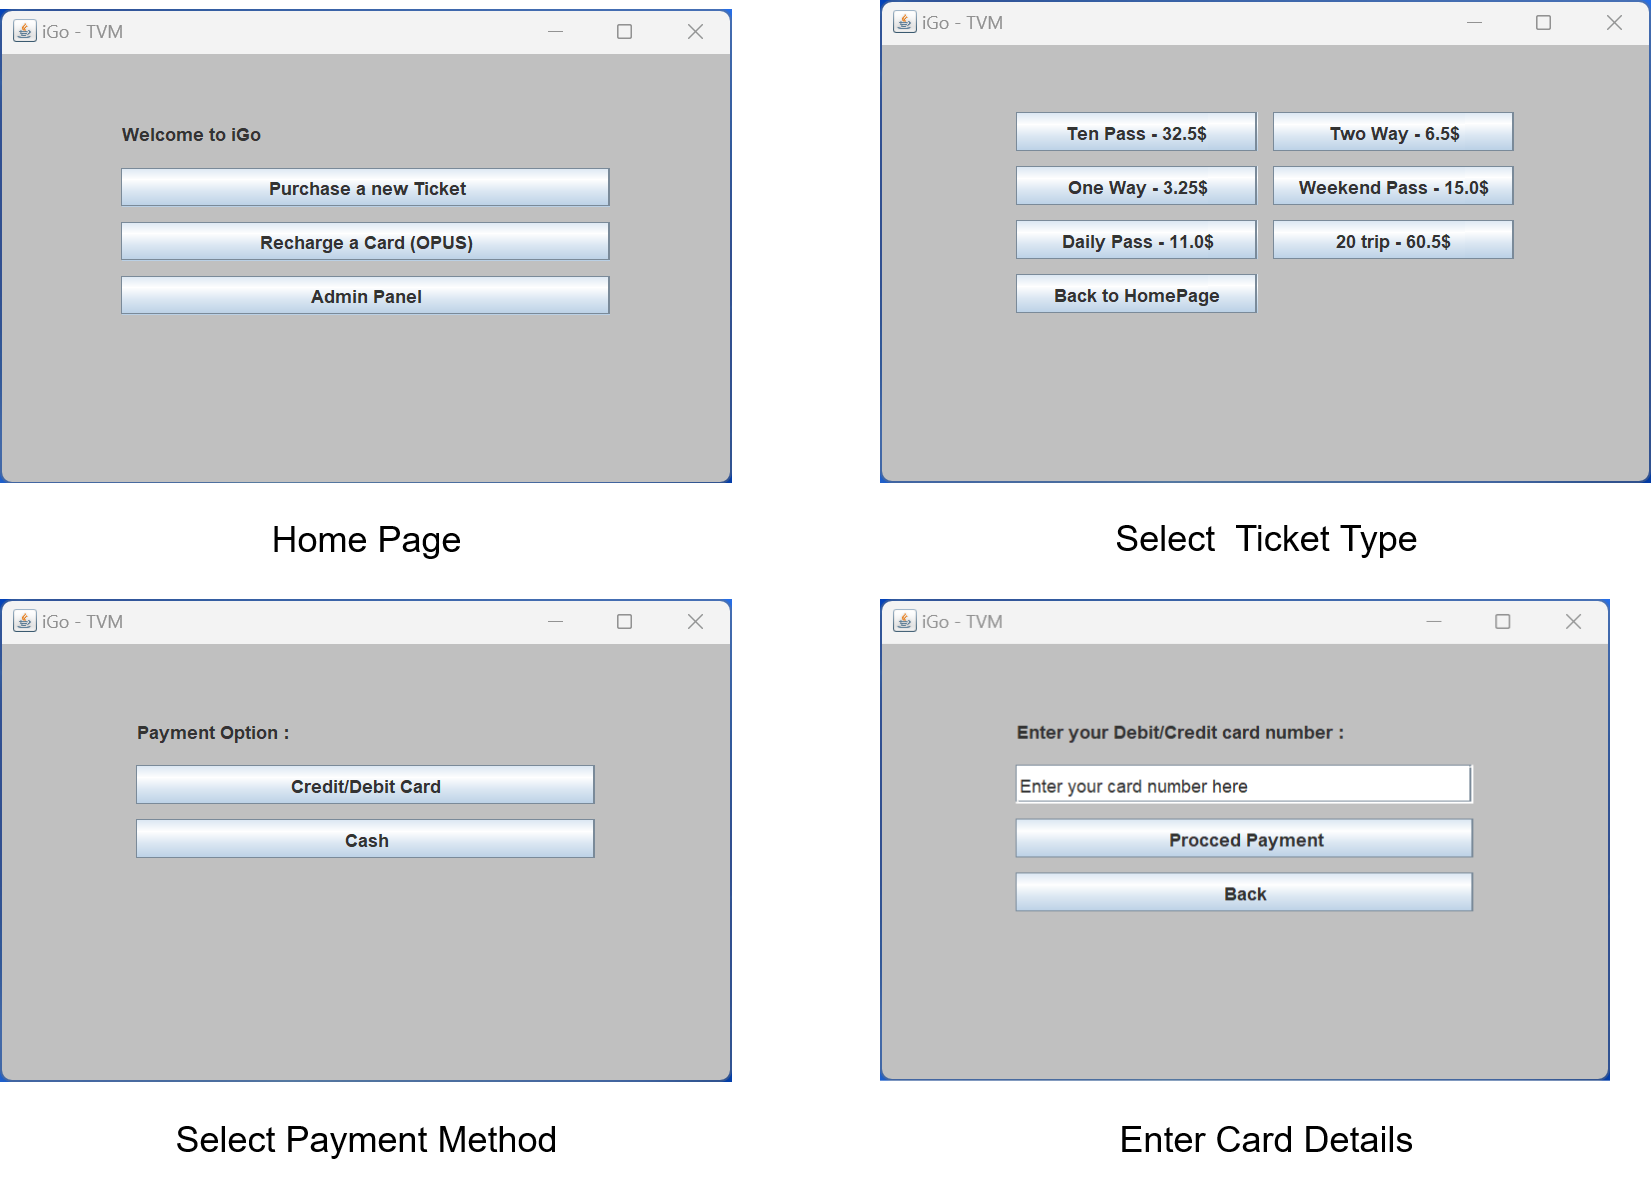 iGo - TVM
Welcome to iGo
Purchase a new Ticket
Recharge a Card (OPUS)
Admin Panel
Home Page
iGo - TVM
Ten Pass - 32.5$
Two Way - 6.5$
One Way - 3.25$
Weekend Pass - 15.0$
Daily Pass - 11.0$
20 trip - 60.5$
Back to HomePage
Select  Ticket Type
iGo - TVM
Payment Option :
Credit/Debit Card
Cash
Select Payment Method
iGo - TVM
Enter your Debit/Credit card number :
Enter your card number here
Procced Payment
Back
Enter Card Details